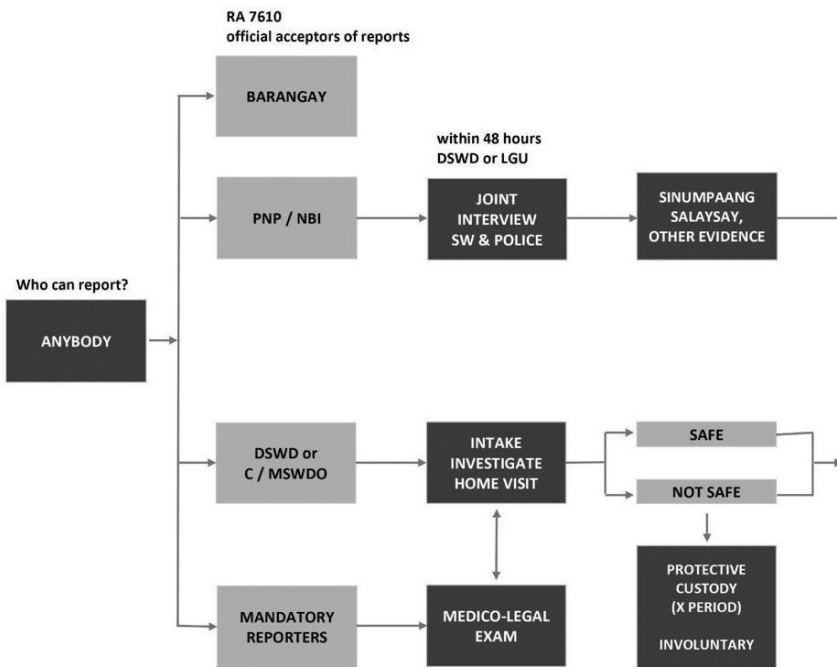 RA 7610
official acceptors of reports
BARANGAY
within 48 hours
DSWD or LGU
PNP / NBI
JOINT
INTERVIEW
SW & POLICE
SINUMPAANG
SALAYSAY,
OTHER EVIDENCE
Who can report?
ANYBODY
DSWD or
C / MSWDO
INTAKE
INVESTIGATE
HOME VISIT
SAFE
NOT SAFE
MANDATORY
REPORTERS
MEDICO-LEGAL
EXAM
PROTECTIVE
CUSTODY
(X PERIOD)
INVOLUNTARY